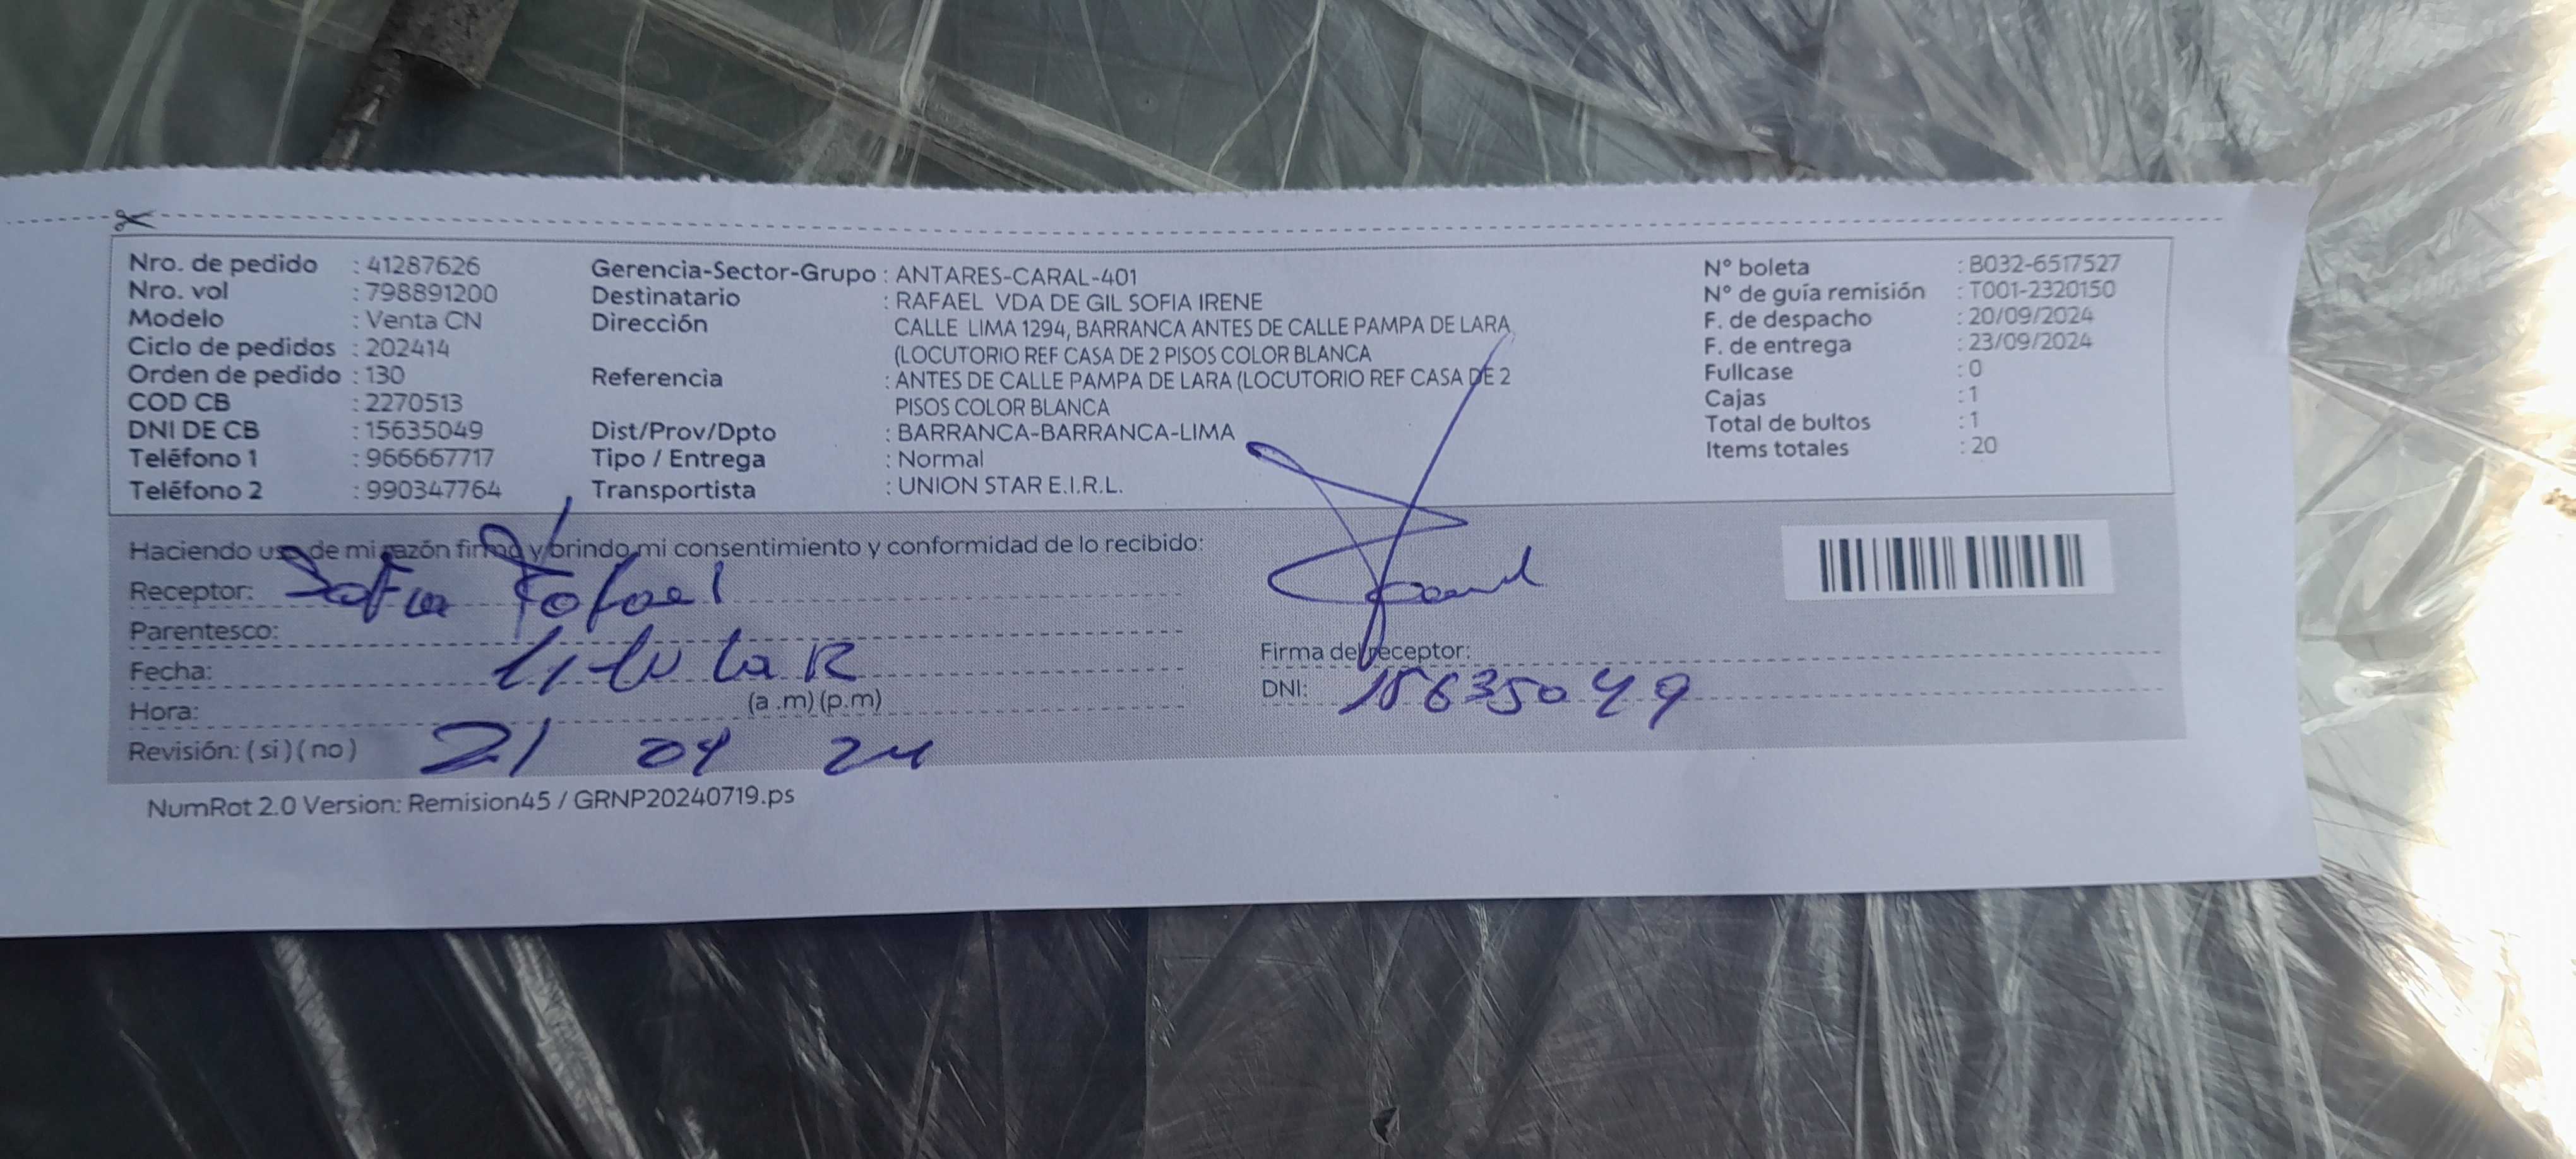 Nro. de pedido : 41287626
Nro. vol : 798891200
Modelo : Venta CN
Ciclo de pedidos : 202414
Orden de pedido : 130
COD CB : 2270513
DNI DE CB : 15635049
Teléfono 1 : 966667717
Teléfono 2 : 990347764
Gerencia-Sector-Grupo : ANTARES-CARAL-401
Destinatario : RAFAEL VDA DE GIL SOFIA IRENE
Dirección CALLE LIMA 1294, BARRANCA ANTES DE CALLE PAMPA DE LARA
(LOCUTORIO REF CASA DE 2 PISOS COLOR BLANCA
Referencia : ANTES DE CALLE PAMPA DE LARA (LOCUTORIO REF CASA DE 2
PISOS COLOR BLANCA
Dist/Prov/Dpto : BARRANCA-BARRANCA-LIMA
Tipo / Entrega : Normal
Transportista : UNION STAR E.I.R.L.
N° boleta : B032-6517527
N° de guía remisión : T001-2320150
F. de despacho : 20/09/2024
F. de entrega : 23/09/2024
Fullcase : 0
Cajas : 1
Total de bultos : 1
Items totales : 20
Haciendo uso de mi razón firmo y brindo mi consentimiento y conformidad de lo recibido:
Receptor: Sofia Rafael
Parentesco:
Fecha: titulaR
Hora: (a .m) (p.m)
Revisión: ( si ) ( no ) 21 09 24
Firma del receptor:
DNI: 15635049
NumRot 2.0 Version: Remision45 / GRNP20240719.ps